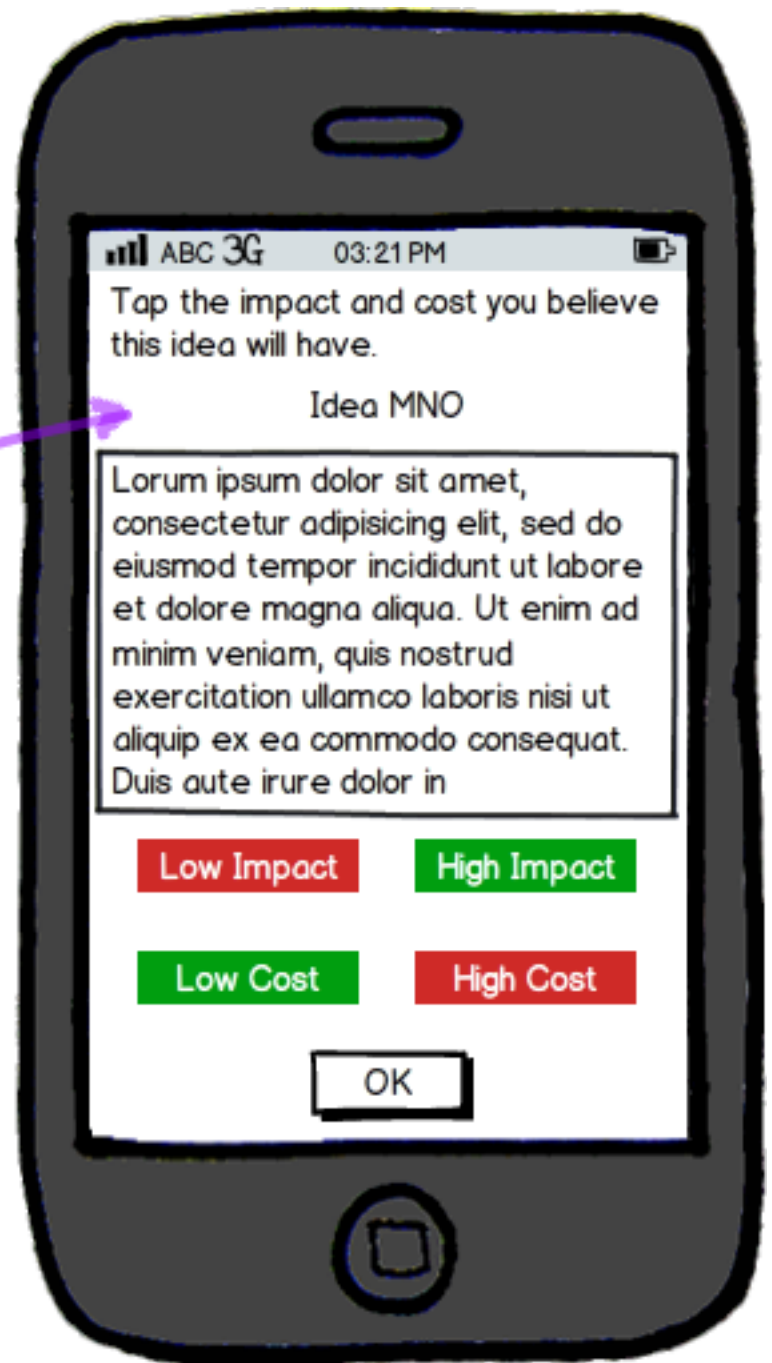 ABC 3G 03:21 PM
Tap the impact and cost you believe
this idea will have.
Idea MNO
Lorum ipsum dolor sit amet,
consectetur adipisicing elit, sed do
eiusmod tempor incididunt ut labore
et dolore magna aliqua. Ut enim ad
minim veniam, quis nostrud
exercitation ullamco laboris nisi ut
aliquip ex ea commodo consequat.
Duis aute irure dolor in
Low Impact High Impact
Low Cost High Cost
OK